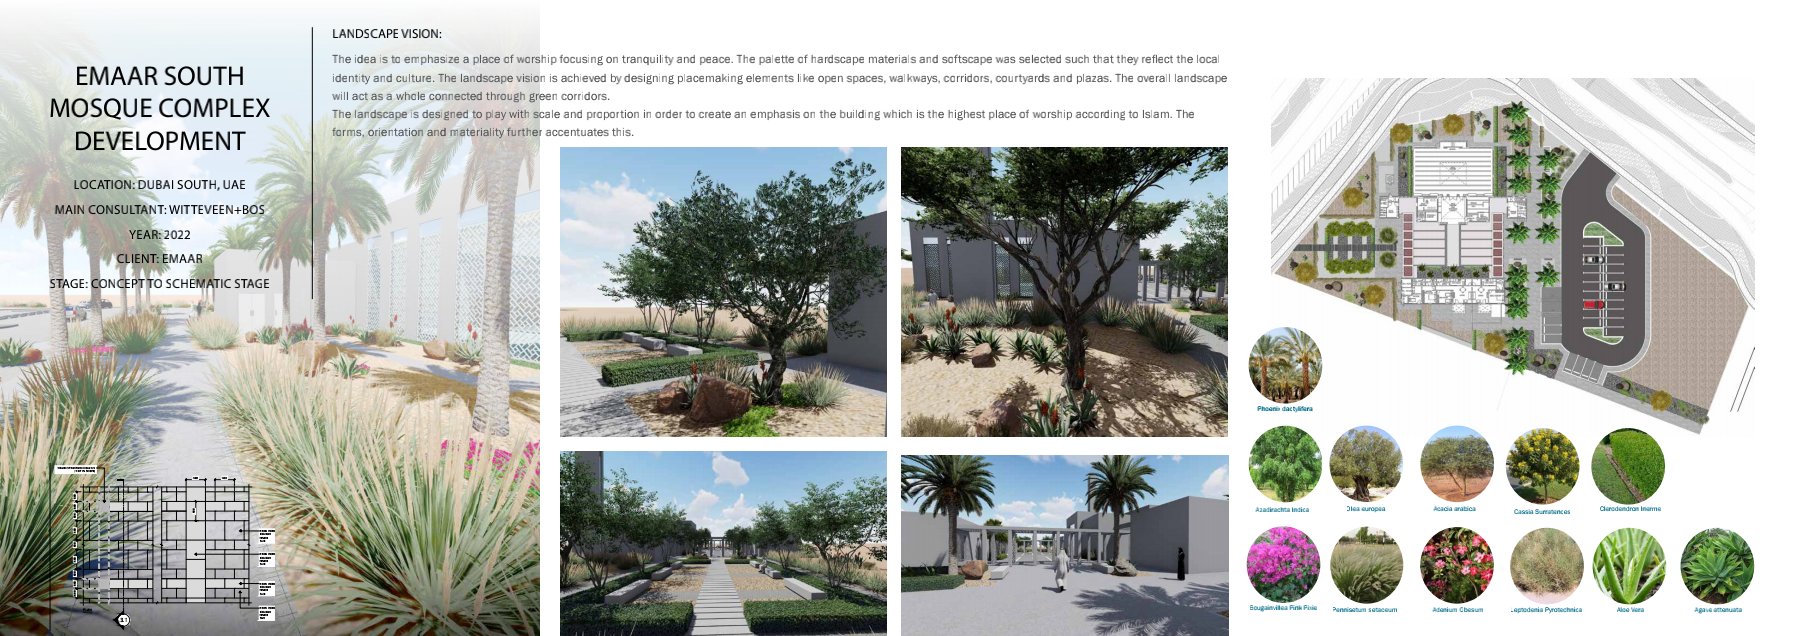 EMAAR SOUTH
MOSQUE COMPLEX
DEVELOPMENT
LOCATION: DUBAI SOUTH, UAE
MAIN CONSULTANT: WITTEVEEN+BOS
YEAR: 2022
CLIENT: EMAAR
STAGE: CONCEPT TO SCHEMATIC STAGE
LANDSCAPE VISION:
The idea is to emphasize a place of worship focusing on tranquility and peace. The palette of hardscape materials and softscape was selected such that they reflect the local
identity and culture. The landscape vision is achieved by designing placemaking elements like open spaces, walkways, corridors, courtyards and plazas. The overall landscape
will act as a whole connected through green corridors.
The landscape is designed to play with scale and proportion in order to create an emphasis on the building which is the highest place of worship according to Islam. The
forms, orientation and materiality further accentuates this.
Phoenix dactylifera
Azadirachta Indica
Olea europea
Acacia arabica
Cassia Surratences
Clerodendron Inerme
Bougainvillea Pink Pixie
Pennisetum setaceum
Adenium Obesum
Leptodenia Pyrotechnica
Aloe Vera
Agave attenuata